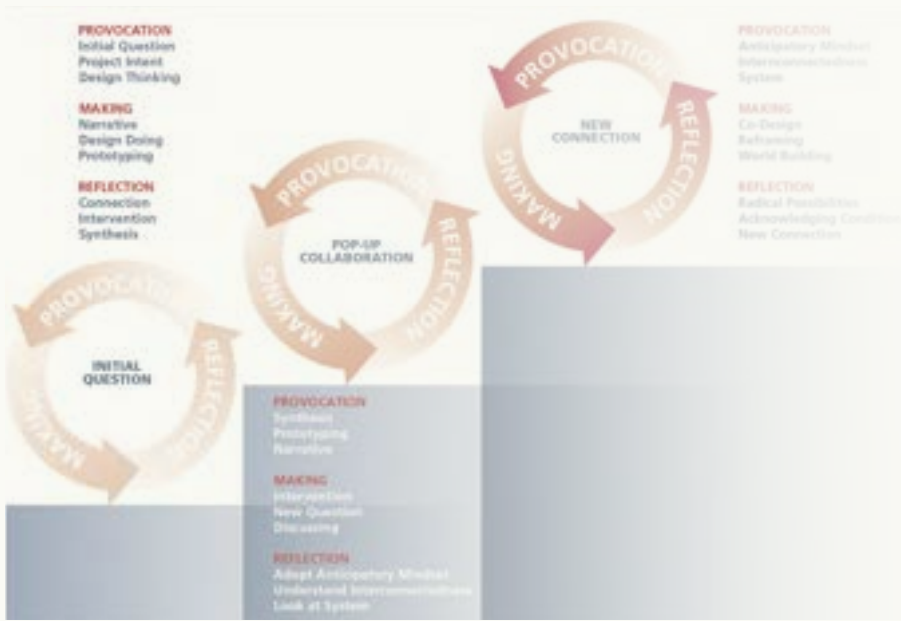 PROVOCATION
Initial Question
Project Intent
Design Thinking
MAKING
Narrative
Design Doing
Prototyping
REFLECTION
Connection
Intervention
Synthesis
PROVOCATION
MAKING
REFLECTION
INITIAL
QUESTION
PROVOCATION
MAKING
REFLECTION
POP-UP
COLLABORATION
PROVOCATION
Synthesis
Prototyping
Narrative
MAKING
Intervention
New Question
Discussing
REFLECTION
Adopt Anticipatory Mindset
Understand Interconnectedness
Look at System
PROVOCATION
MAKING
REFLECTION
NEW
CONNECTION
PROVOCATION
Anticipatory Mindset
Interconnectedness
System
MAKING
Co-Design
Reframing
World Building
REFLECTION
Radical Possibilities
Acknowledging
New Connection